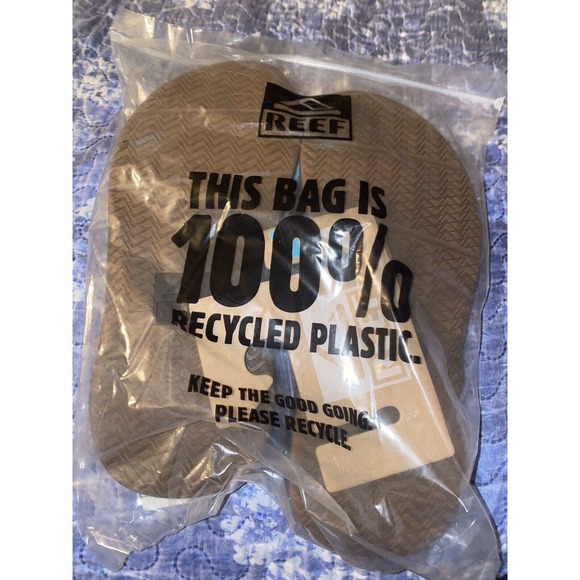 REEF
THIS BAG IS
100%
RECYCLED PLASTIC.
KEEP THE GOOD GOING.
PLEASE RECYCLE.